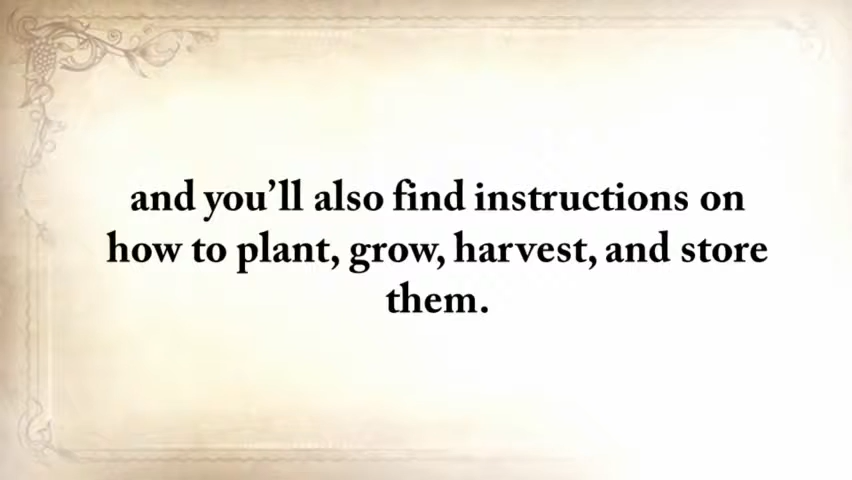 and you’ll also find instructions on
how to plant, grow, harvest, and store
them.